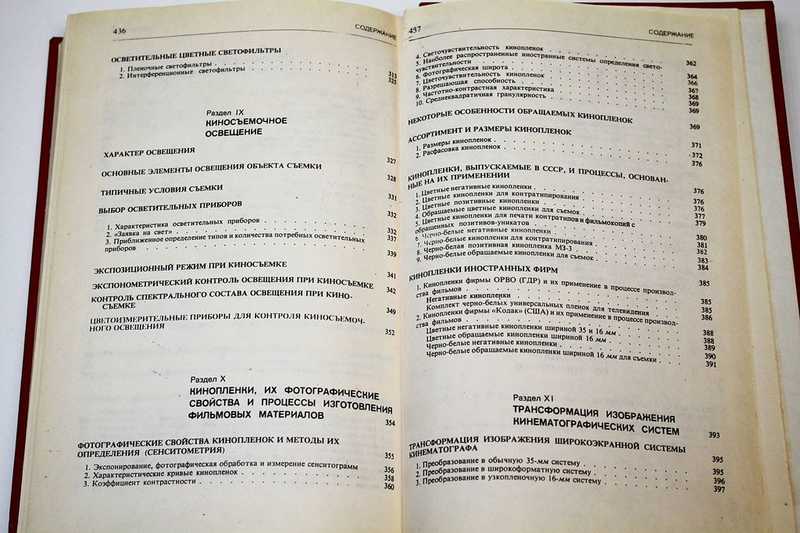 436
СОДЕРЖАНИЕ
ОСВЕТИТЕЛЬНЫЕ ЦВЕТНЫЕ СВЕТОФИЛЬТРЫ
1. Пленочные светофильтры 313
2. Интерференционные светофильтры 325
Раздел IX
КИНОСЪЕМОЧНОЕ
ОСВЕЩЕНИЕ
ХАРАКТЕР ОСВЕЩЕНИЯ 327
ОСНОВНЫЕ ЭЛЕМЕНТЫ ОСВЕЩЕНИЯ ОБЪЕКТА СЪЕМКИ 328
ТИПИЧНЫЕ УСЛОВИЯ СЪЕМКИ 331
ВЫБОР ОСВЕТИТЕЛЬНЫХ ПРИБОРОВ 332
1. Характеристика осветительных приборов 332
2. «Заявка на свет» 337
3. Приближенное определение типов и количества потребных осветительных
приборов 339
ЭКСПОЗИЦИОННЫЙ РЕЖИМ ПРИ КИНОСЪЕМКЕ 341
ЭКСПОНОМЕТРИЧЕСКИЙ КОНТРОЛЬ ОСВЕЩЕНИЯ ПРИ КИНОСЪЕМКЕ 342
КОНТРОЛЬ СПЕКТРАЛЬНОГО СОСТАВА ОСВЕЩЕНИЯ ПРИ КИНО-
СЪЕМКЕ 349
ЦВЕТОИЗМЕРИТЕЛЬНЫЕ ПРИБОРЫ ДЛЯ КОНТРОЛЯ КИНОСЪЕМОЧ-
НОГО ОСВЕЩЕНИЯ 352
Раздел X
КИНОПЛЕНКИ, ИХ ФОТОГРАФИЧЕСКИЕ
СВОЙСТВА И ПРОЦЕССЫ ИЗГОТОВЛЕНИЯ
ФИЛЬМОВЫХ МАТЕРИАЛОВ 354
ФОТОГРАФИЧЕСКИЕ СВОЙСТВА КИНОПЛЕНОК И МЕТОДЫ ИХ
ОПРЕДЕЛЕНИЯ (СЕНСИТОМЕТРИЯ) 355
1. Экспонирование, фотографическая обработка и измерение сенситограмм 356
2. Характеристические кривые кинопленок 358
3. Коэффициент контрастности 360
457
СОДЕРЖАНИЕ
4. Светочувствительность кинопленок 362
5. Наиболее распространенные иностранные системы определения свето-
чувствительности 364
6. Фотографическая широта 366
7. Цветочувствительность кинопленок 367
8. Разрешающая способность 368
9. Частотно-контрастная характеристика 369
10. Среднеквадратичная гранулярность 369
НЕКОТОРЫЕ ОСОБЕННОСТИ ОБРАЩАЕМЫХ КИНОПЛЕНОК 369
АССОРТИМЕНТ И РАЗМЕРЫ КИНОПЛЕНОК 371
1. Размеры кинопленок 372
2. Расфасовка кинопленок 376
КИНОПЛЕНКИ, ВЫПУСКАЕМЫЕ В СССР, И ПРОЦЕССЫ, ОСНОВАН-
НЫЕ НА ИХ ПРИМЕНЕНИИ 376
1. Цветные негативные кинопленки 376
2. Цветные кинопленки для контратипирования 376
3. Цветные позитивные кинопленки 377
4. Обращаемые цветные кинопленки для съемок 379
5. Цветные кинопленки для печати контратипов и фильмокопий с
обращенных позитивов-уникатов 380
6. Черно-белые негативные кинопленки 381
7. Черно-белые кинопленки для контратипирования 382
8. Черно-белая позитивная кинопленка МЗ-3 383
9. Черно-белые обращаемые кинопленки для съемок 384
КИНОПЛЕНКИ ИНОСТРАННЫХ ФИРМ 385
1. Кинопленки фирмы ОРВО (ГДР) и их применение в процессе производ-
ства фильмов 385
Негативные кинопленки 385
Комплект черно-белых универсальных пленок для телевидения 386
2. Кинопленки фирмы «Кодак» (США) и их применение в процессе производ-
ства фильмов 388
Цветные негативные кинопленки шириной 35 и 16 мм 388
Цветные обращаемые кинопленки шириной 16 мм 389
Черно-белые негативные кинопленки 390
Черно-белые обращаемые кинопленки шириной 16 мм для съемки 391
Раздел XI
ТРАНСФОРМАЦИЯ ИЗОБРАЖЕНИЯ
КИНЕМАТОГРАФИЧЕСКИХ СИСТЕМ 393
ТРАНСФОРМАЦИЯ ИЗОБРАЖЕНИЯ ШИРОКОЭКРАННОЙ СИСТЕМЫ
КИНЕМАТОГРАФА 395
1. Преобразование в обычную 35-мм систему 395
2. Преобразование в широкоформатную систему 396
3. Преобразование в узкопленочную 16-мм систему 397